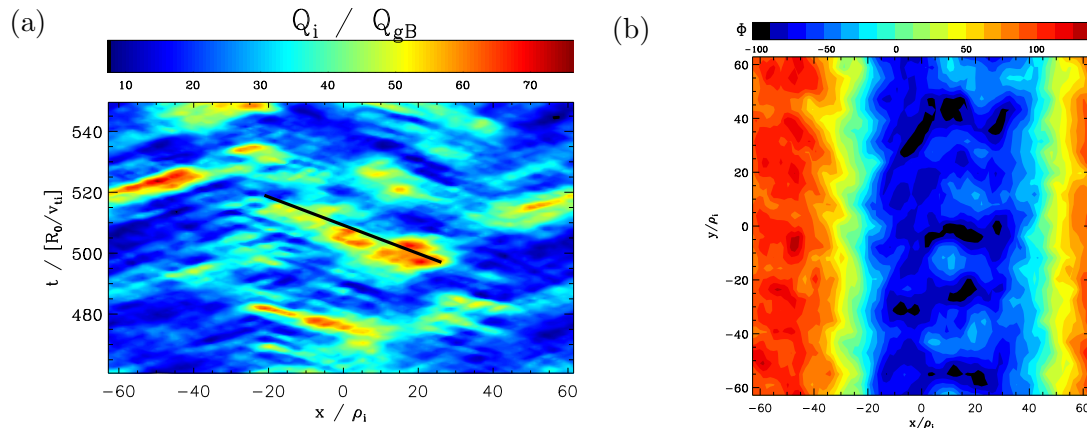 (a)
Q_i / Q_gB
10 20 30 40 50 60 70
t / [R_0/v_ti]
540
520
500
480
-60 -40 -20 0 20 40 60
x / ρ_i
(b)
Φ
-100 -50 0 50 100
y/ρ_i
60
40
20
0
-20
-40
-60
-60 -40 -20 0 20 40 60
x/ρ_i